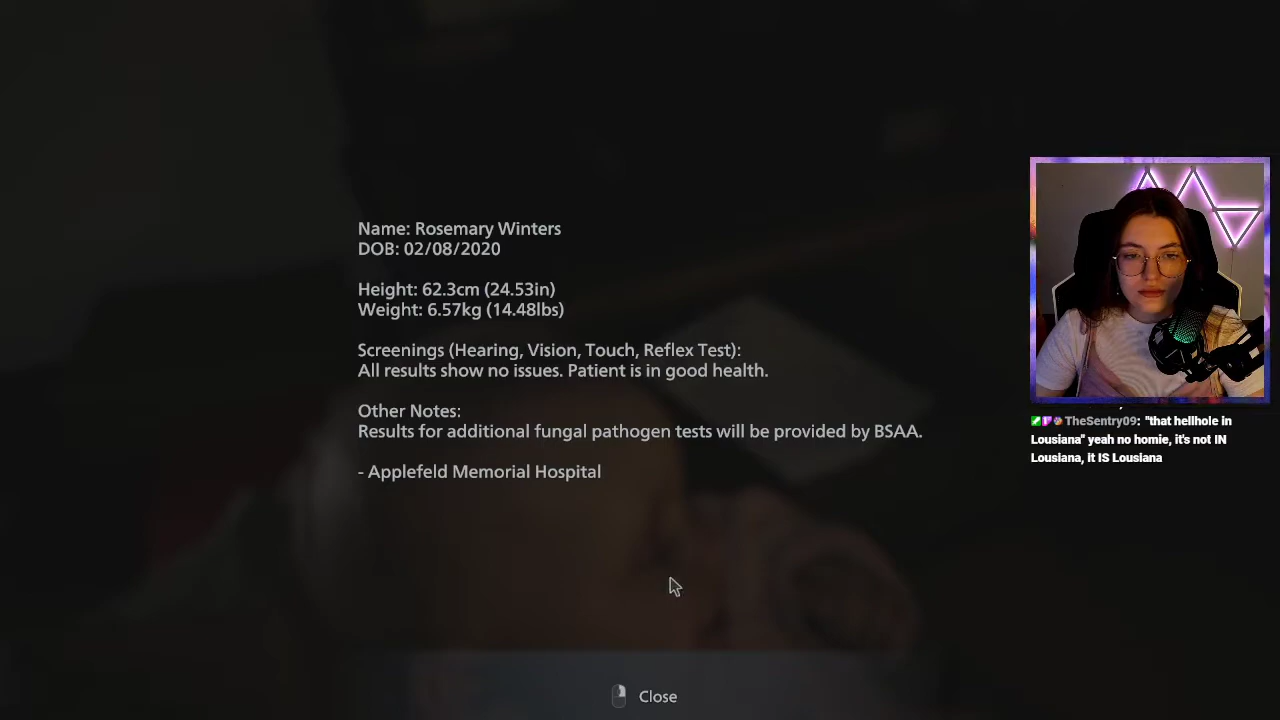 Name: Rosemary Winters
DOB: 02/08/2020
Height: 62.3cm (24.53in)
Weight: 6.57kg (14.48lbs)
Screenings (Hearing, Vision, Touch, Reflex Test):
All results show no issues. Patient is in good health.
Other Notes:
Results for additional fungal pathogen tests will be provided by BSAA.
- Applefeld Memorial Hospital
Close
TheSentry09: "that hellhole in
Lousiana" yeah no homie, it's not IN
Lousiana, it IS Lousiana